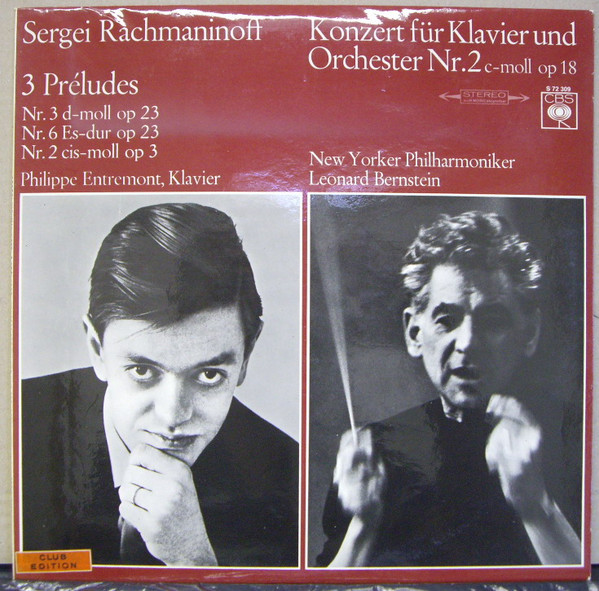 Sergei Rachmaninoff
3 Préludes
Nr. 3 d-moll op 23
Nr. 6 Es-dur op 23
Nr. 2 cis-moll op 3
Philippe Entremont, Klavier
Konzert für Klavier und
Orchester Nr. 2 c-moll op 18
STEREO
S 72 309
CBS
New Yorker Philharmoniker
Leonard Bernstein
CLUB
EDITION